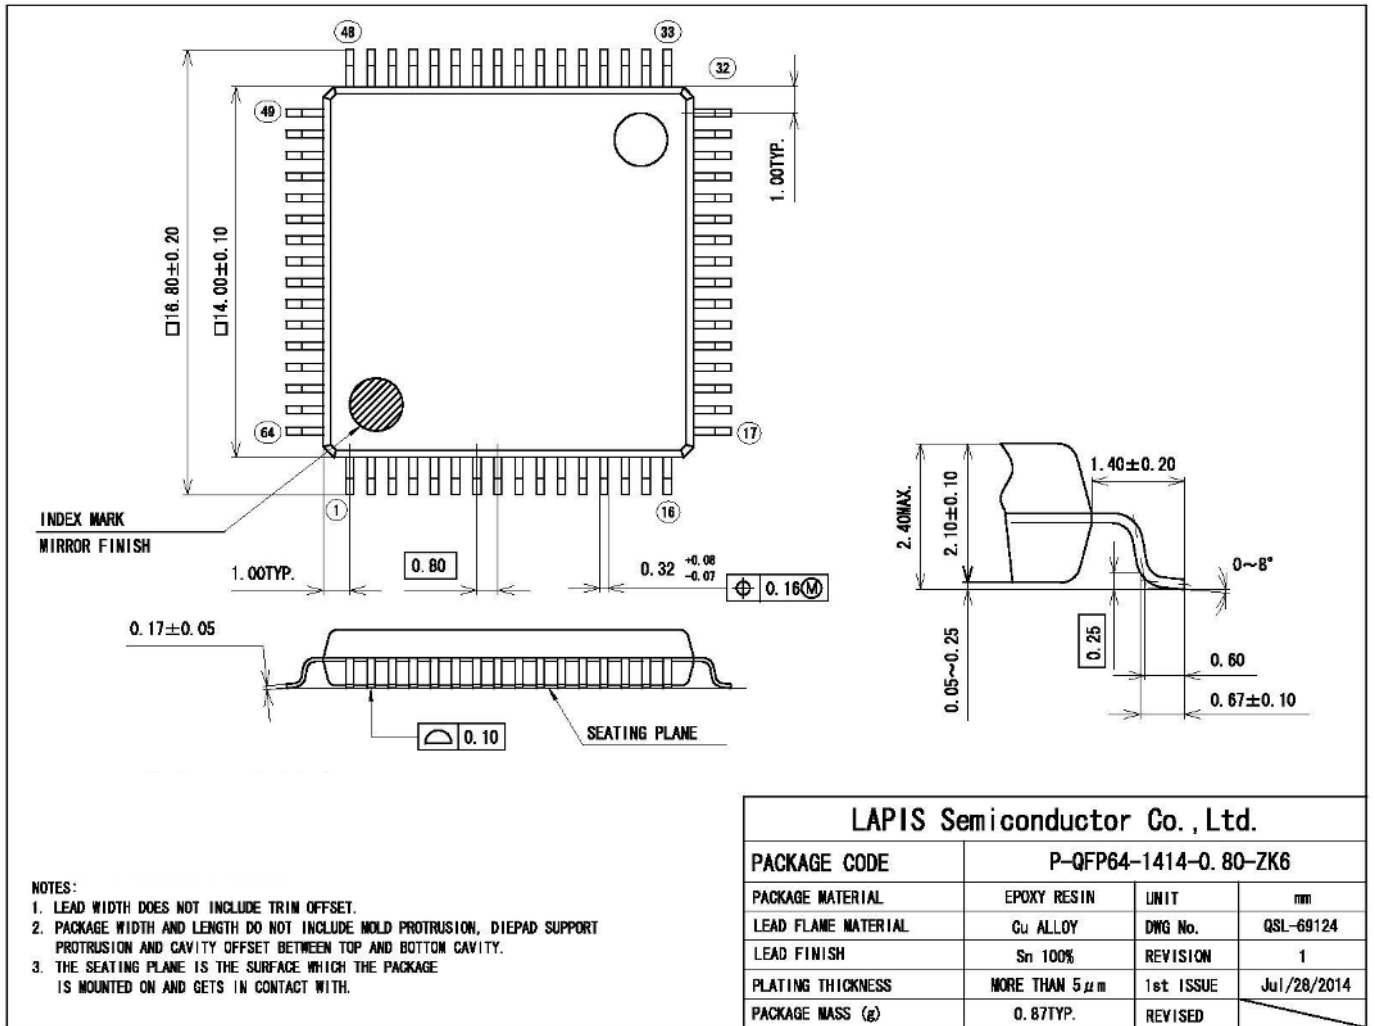 48
33
32
49
1.00TYP.
□16.80±0.20
□14.00±0.10
64
17
1
16
INDEX MARK
MIRROR FINISH
1.00TYP.
0.80
0.32 +0.08 -0.07
⌖ 0.16Ⓜ
0.17±0.05
⌓ 0.10
SEATING PLANE
2.40MAX.
2.10±0.10
1.40±0.20
0~8°
0.05~0.25
0.25
0.60
0.67±0.10
NOTES:
1. LEAD WIDTH DOES NOT INCLUDE TRIM OFFSET.
2. PACKAGE WIDTH AND LENGTH DO NOT INCLUDE MOLD PROTRUSION, DIEPAD SUPPORT
PROTRUSION AND CAVITY OFFSET BETWEEN TOP AND BOTTOM CAVITY.
3. THE SEATING PLANE IS THE SURFACE WHICH THE PACKAGE
IS MOUNTED ON AND GETS IN CONTACT WITH.
LAPIS Semiconductor Co.,Ltd.
PACKAGE CODE P-QFP64-1414-0.80-ZK6
PACKAGE MATERIAL EPOXY RESIN UNIT mm
LEAD FLAME MATERIAL Cu ALLOY DWG No. QSL-69124
LEAD FINISH Sn 100% REVISION 1
PLATING THICKNESS MORE THAN 5μm 1st ISSUE Jul/28/2014
PACKAGE MASS (g) 0.87TYP. REVISED